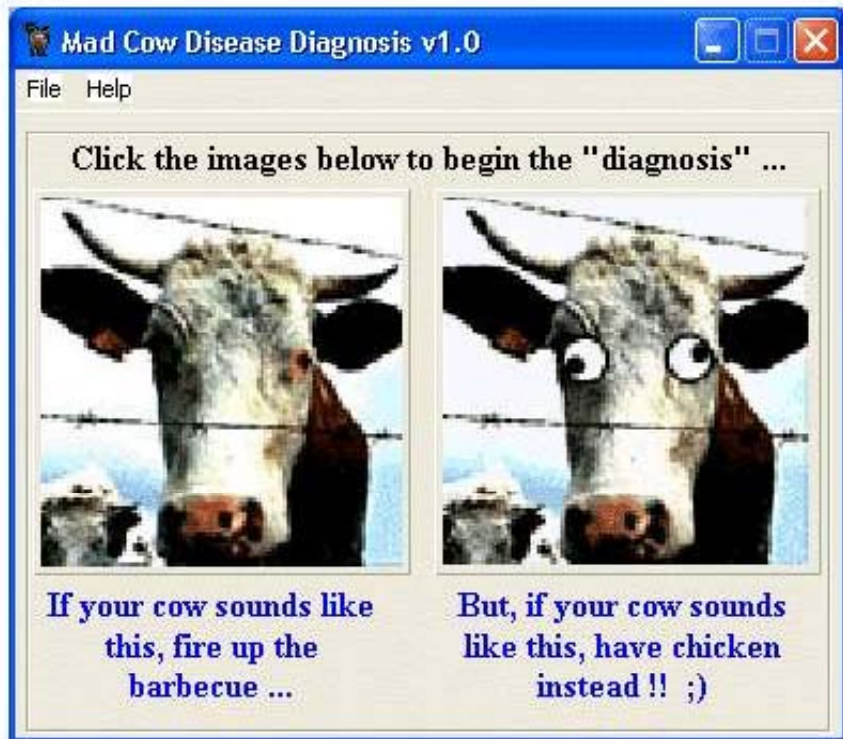 Mad Cow Disease Diagnosis v1.0
File Help
Click the images below to begin the "diagnosis" ...
If your cow sounds like
this, fire up the
barbecue ...
But, if your cow sounds
like this, have chicken
instead !! ;)